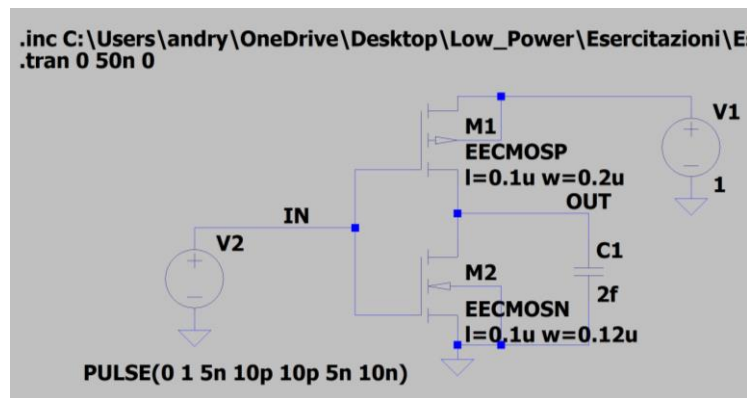 .inc C:\Users\andry\OneDrive\Desktop\Low_Power\Esercitazioni\E
.tran 0 50n 0
V1
M1
EECMOSP
l=0.1u w=0.2u
1
OUT
IN
V2
C1
M2
2f
EECMOSN
l=0.1u w=0.12u
PULSE(0 1 5n 10p 10p 5n 10n)